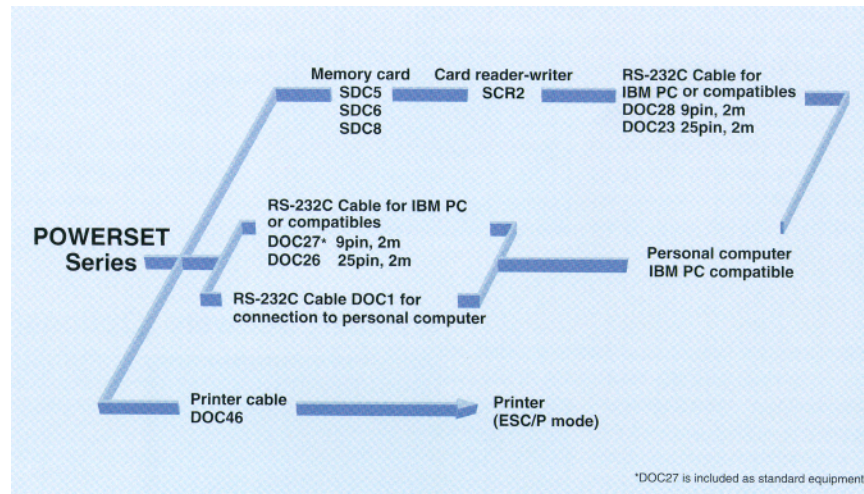 Memory card
SDC5
SDC6
SDC8
Card reader-writer
SCR2
RS-232C Cable for
IBM PC or compatibles
DOC28 9pin, 2m
DOC23 25pin, 2m
POWERSET
Series
RS-232C Cable for IBM PC
or compatibles
DOC27* 9pin, 2m
DOC26 25pin, 2m
RS-232C Cable DOC1 for
connection to personal computer
Personal computer
IBM PC compatible
Printer cable
DOC46
Printer
(ESC/P mode)
*DOC27 is included as standard equipment